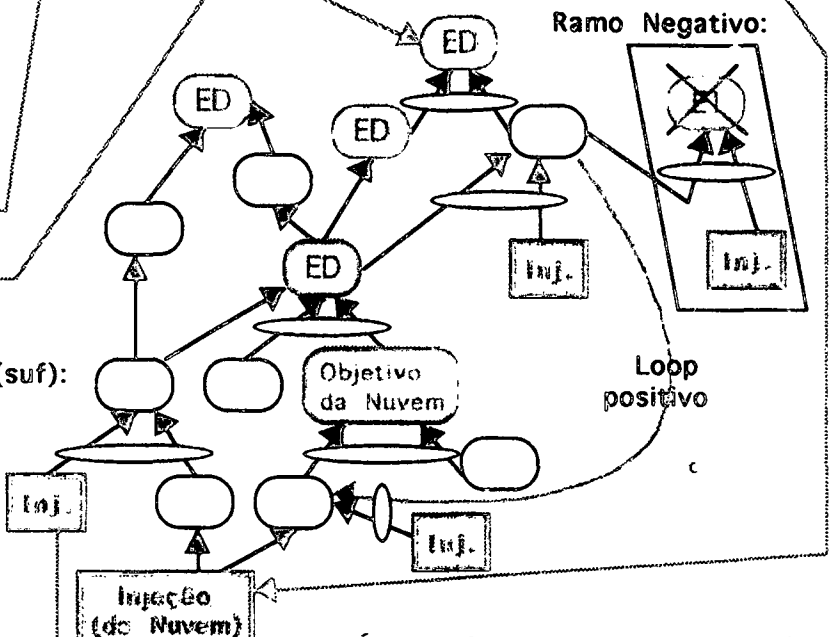 Ramo Negativo:
ED
ED
ED
ED
Inj.
Inj.
(suf):
Objetivo
da Nuvem
Loop
positivo
Inj.
Inj.
Injeção
(da Nuvem)